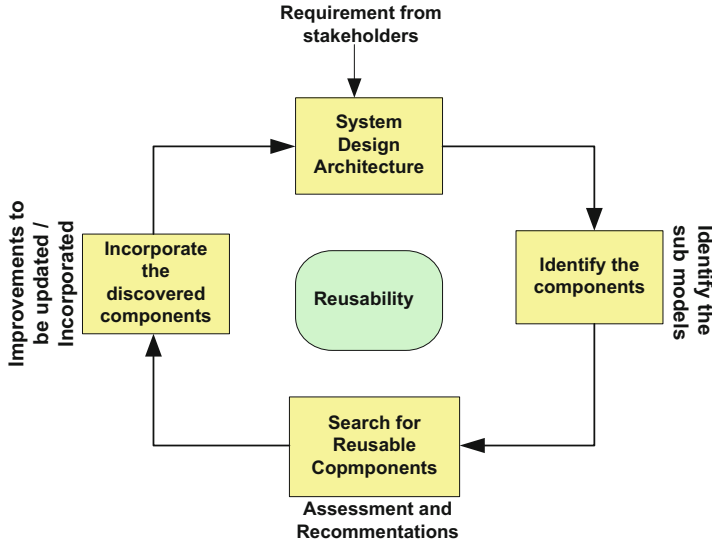 Requirement from
stakeholders
System
Design
Architecture
Identify the
components
Identify the
sub models
Search for
Reusable
Copmponents
Assessment and
Recommentations
Incorporate
the
discovered
components
Improvements to
be updated /
Incorporated
Reusability